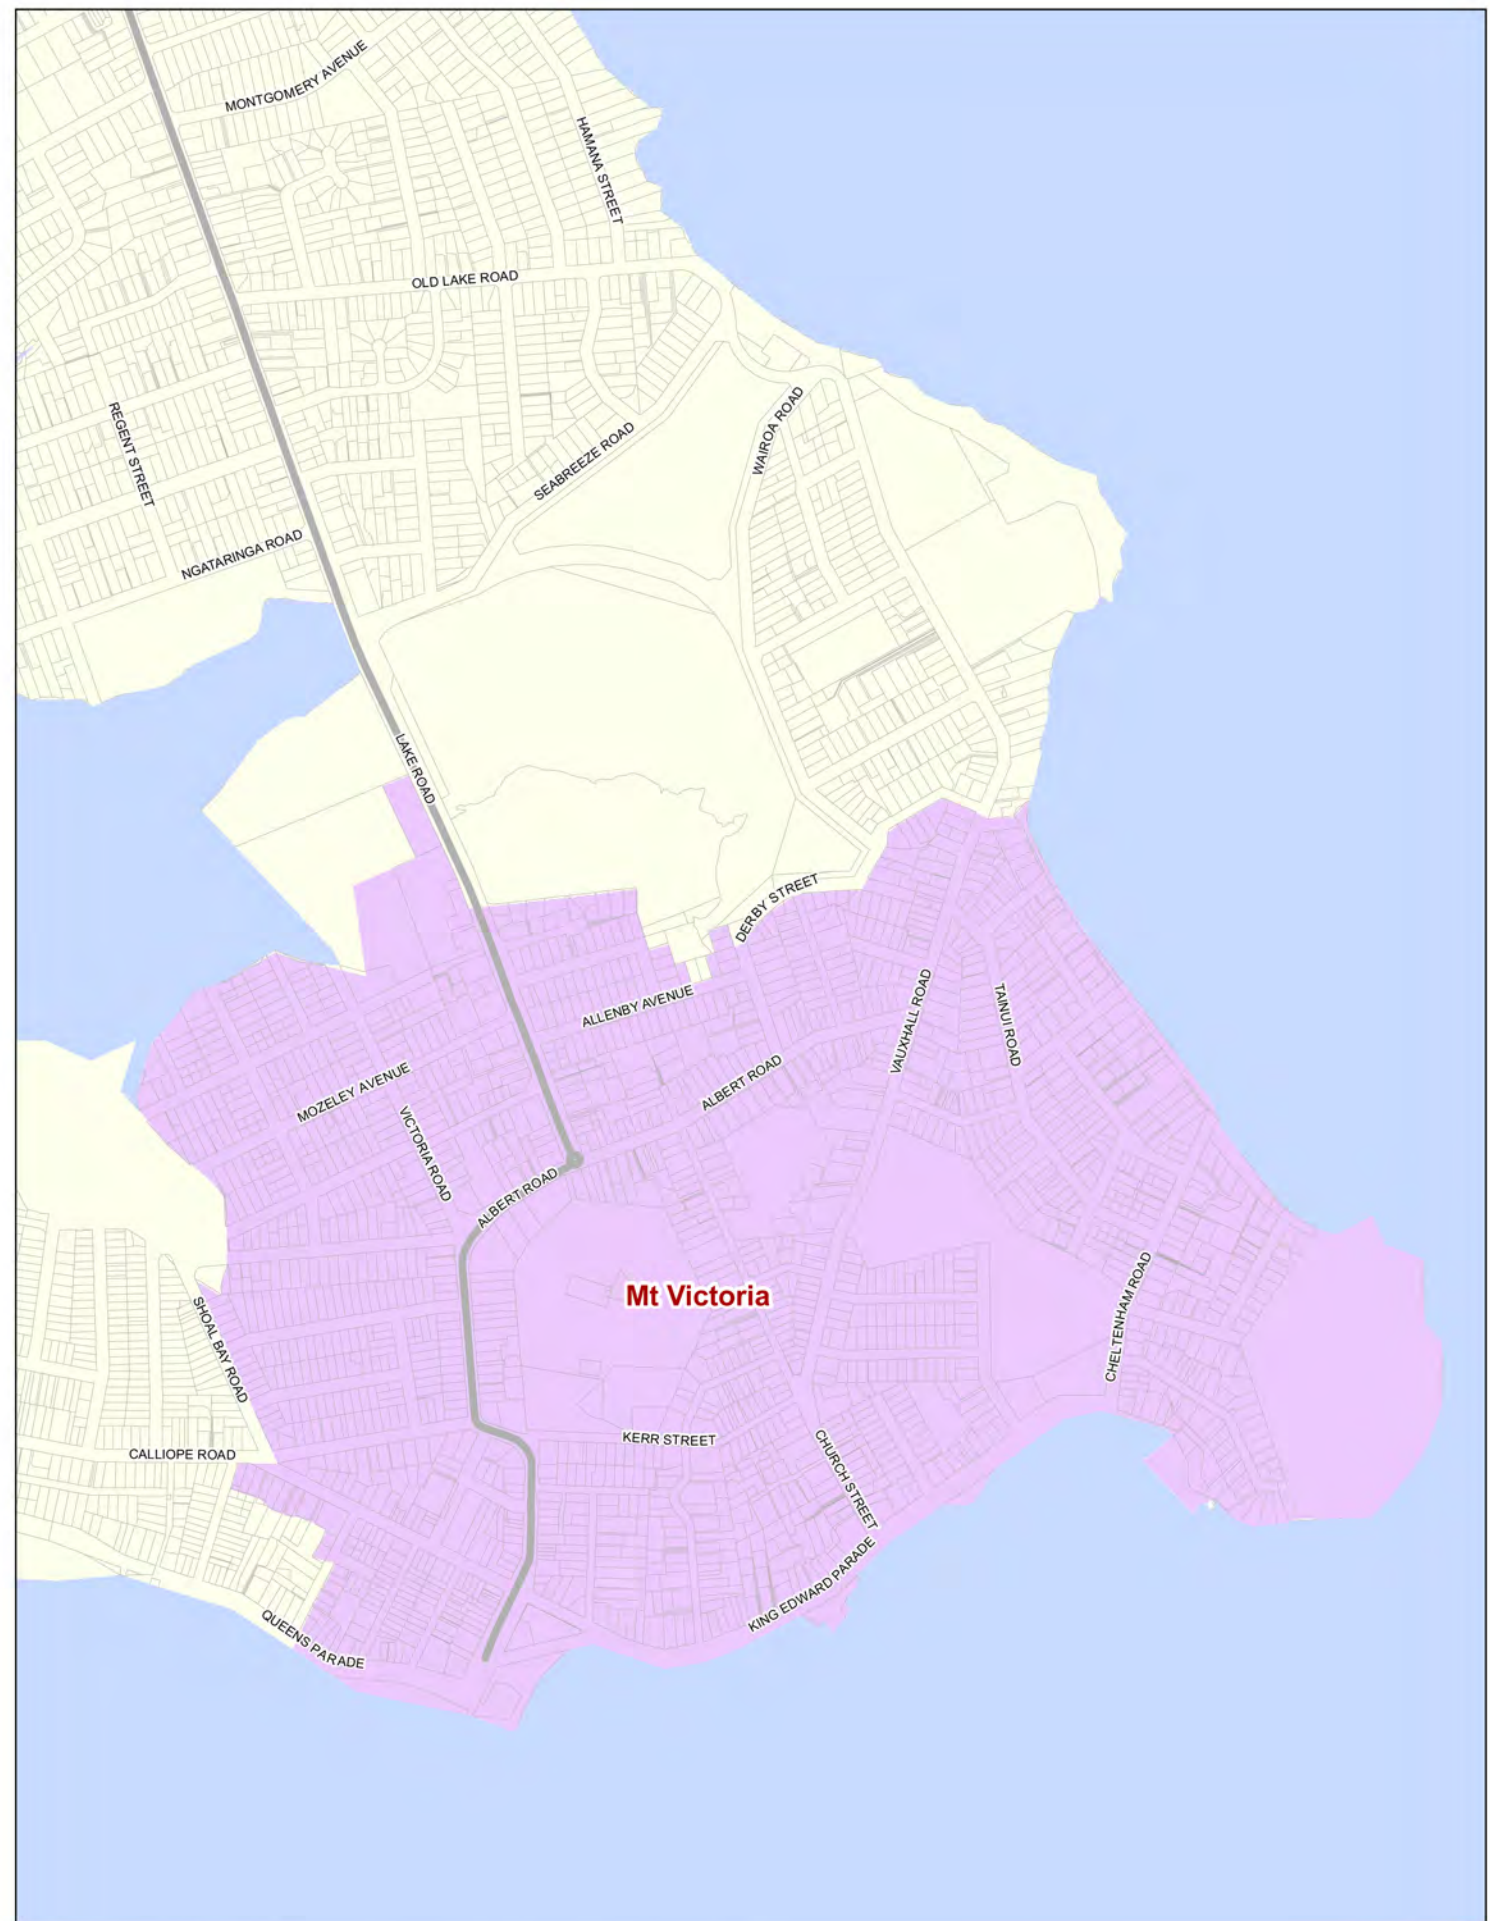 MONTGOMERY AVENUE
HAMANA STREET
OLD LAKE ROAD
REGENT STREET
WAIROA ROAD
SEABREEZE ROAD
NGATARINGA ROAD
LAKE ROAD
DERBY STREET
ALLENBY AVENUE
VAUXHALL ROAD
TAINUI ROAD
MOZELEY AVENUE
ALBERT ROAD
VICTORIA ROAD
ALBERT ROAD
Mt Victoria
CHELTENHAM ROAD
SHOAL BAY ROAD
KERR STREET
CALLIOPE ROAD
CHURCH STREET
KING EDWARD PARADE
QUEENS PARADE